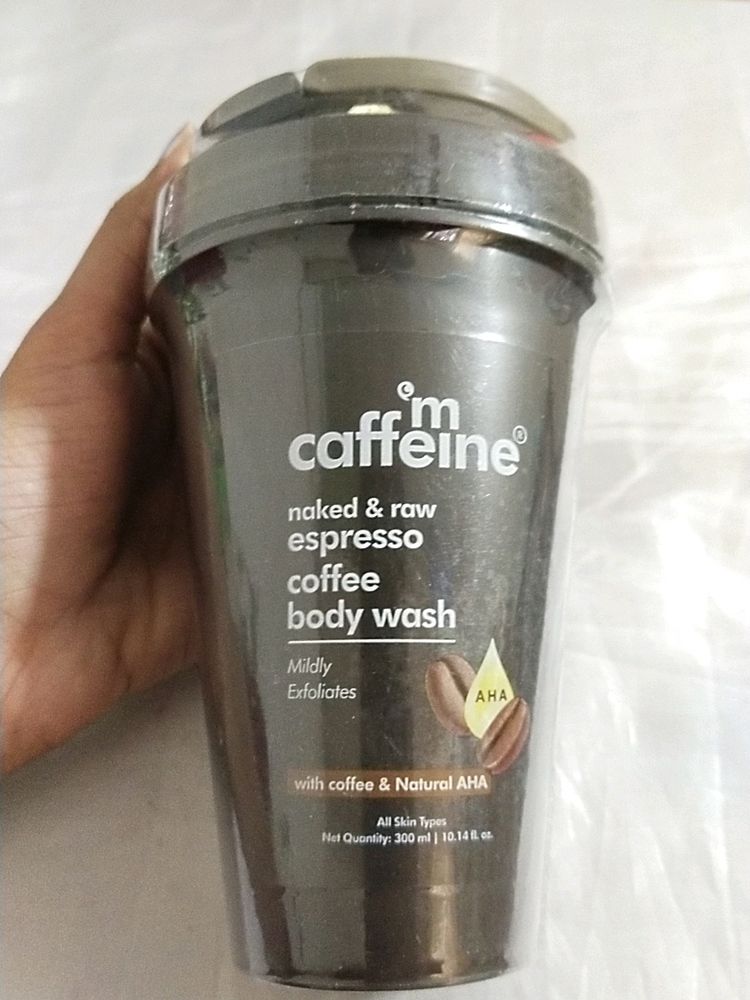 'm
caffeine®
naked & raw
espresso
coffee
body wash
Mildly
Exfoliates
AHA
with coffee & Natural AHA
All Skin Types
Net Quantity: 300 ml | 10.14 fl. oz.